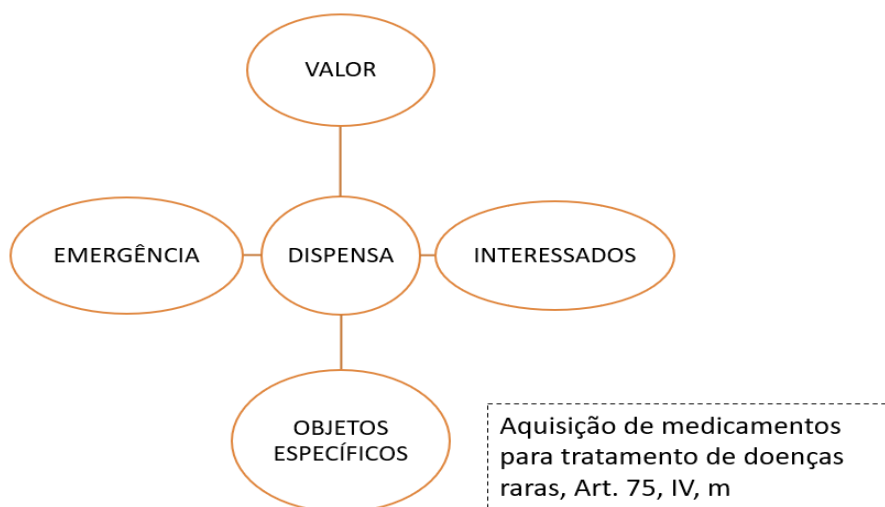 VALOR
EMERGÊNCIA
DISPENSA
INTERESSADOS
OBJETOS
ESPECÍFICOS
Aquisição de medicamentos
para tratamento de doenças
raras, Art. 75, IV, m